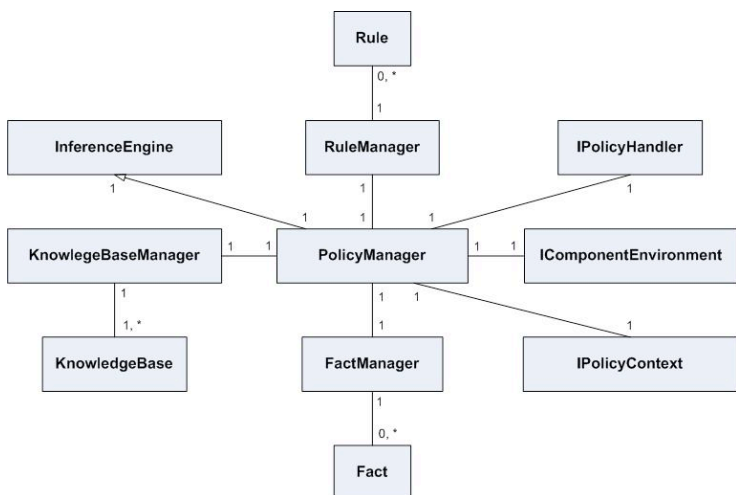 Rule
0, *
1
InferenceEngine
RuleManager
IPolicyHandler
1
1
1
1
1
1
KnowlegeBaseManager
1
1
PolicyManager
1
1
IComponentEnvironment
1
1
1
1, *
1
1
KnowledgeBase
FactManager
IPolicyContext
1
0, *
Fact